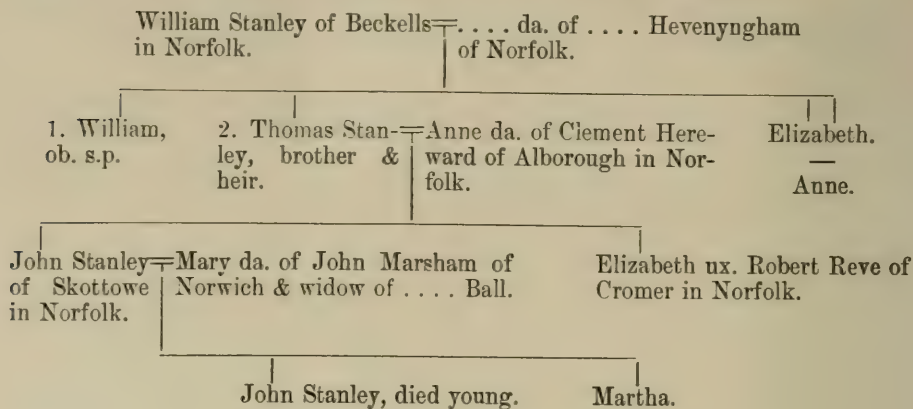 William Stanley of Beckells=. . . . da. of . . . . Hevenyngham
in Norfolk. of Norfolk.
1. William,
ob. s.p.
2. Thomas Stan-
ley, brother &
heir.
=Anne da. of Clement Here-
ward of Alborough in Nor-
folk.
Elizabeth.
—
Anne.
John Stanley=
of Skottowe
in Norfolk.
Mary da. of John Marsham of
Norwich & widow of . . . . Ball.
Elizabeth ux. Robert Reve of
Cromer in Norfolk.
John Stanley, died young.
Martha.